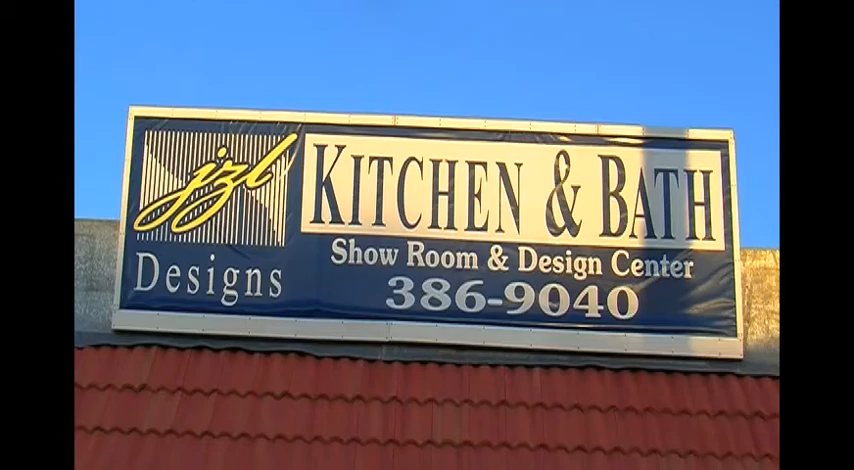 jzl
Designs
KITCHEN & BATH
Show Room & Design Center
386-9040